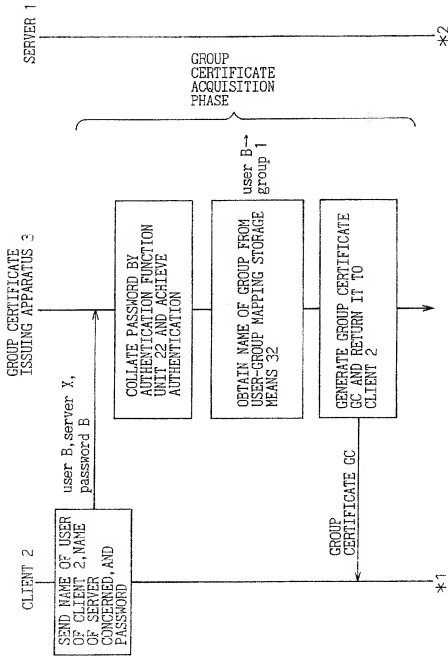 CLIENT 2
GROUP CERTIFICATE
ISSUING APPARATUS 3
SERVER 1
SEND NAME OF USER
OF CLIENT 2,NAME
OF SERVER
CONCERNED,AND
PASSWORD
user B,server X,
password B
COLLATE PASSWORD BY
AUTHENTICATION FUNCTION
UNIT 22 AND ACHIEVE
AUTHENTICATION
OBTAIN NAME OF GROUP FROM
USER-GROUP MAPPING STORAGE
MEANS 32
user B→
group 1
GROUP
CERTIFICATE
ACQUISITION
PHASE
GENERATE GROUP CERTIFICATE
GC AND RETURN IT TO
CLIENT 2
GROUP
CERTIFICATE GC
*1
*2